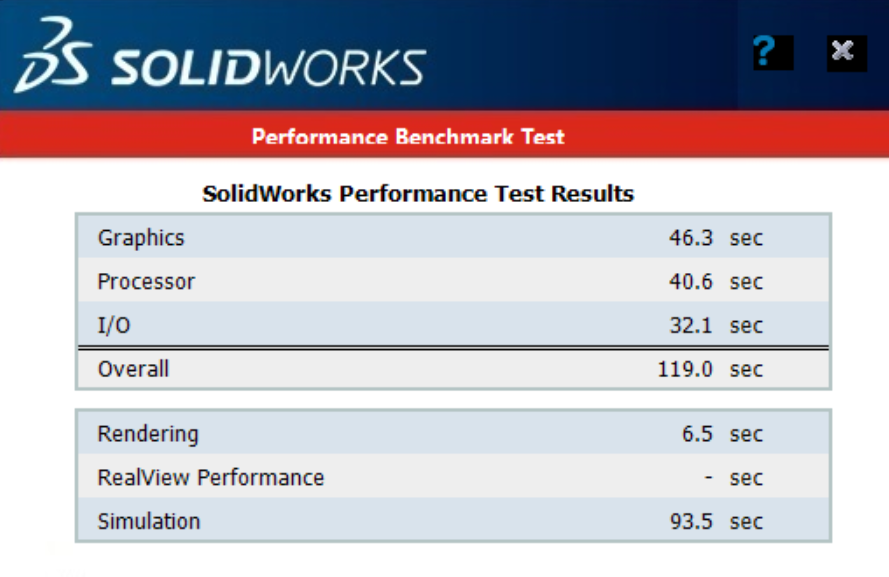 DS SOLIDWORKS
Performance Benchmark Test
SolidWorks Performance Test Results
Graphics 46.3 sec
Processor 40.6 sec
I/O 32.1 sec
Overall 119.0 sec
Rendering 6.5 sec
RealView Performance - sec
Simulation 93.5 sec